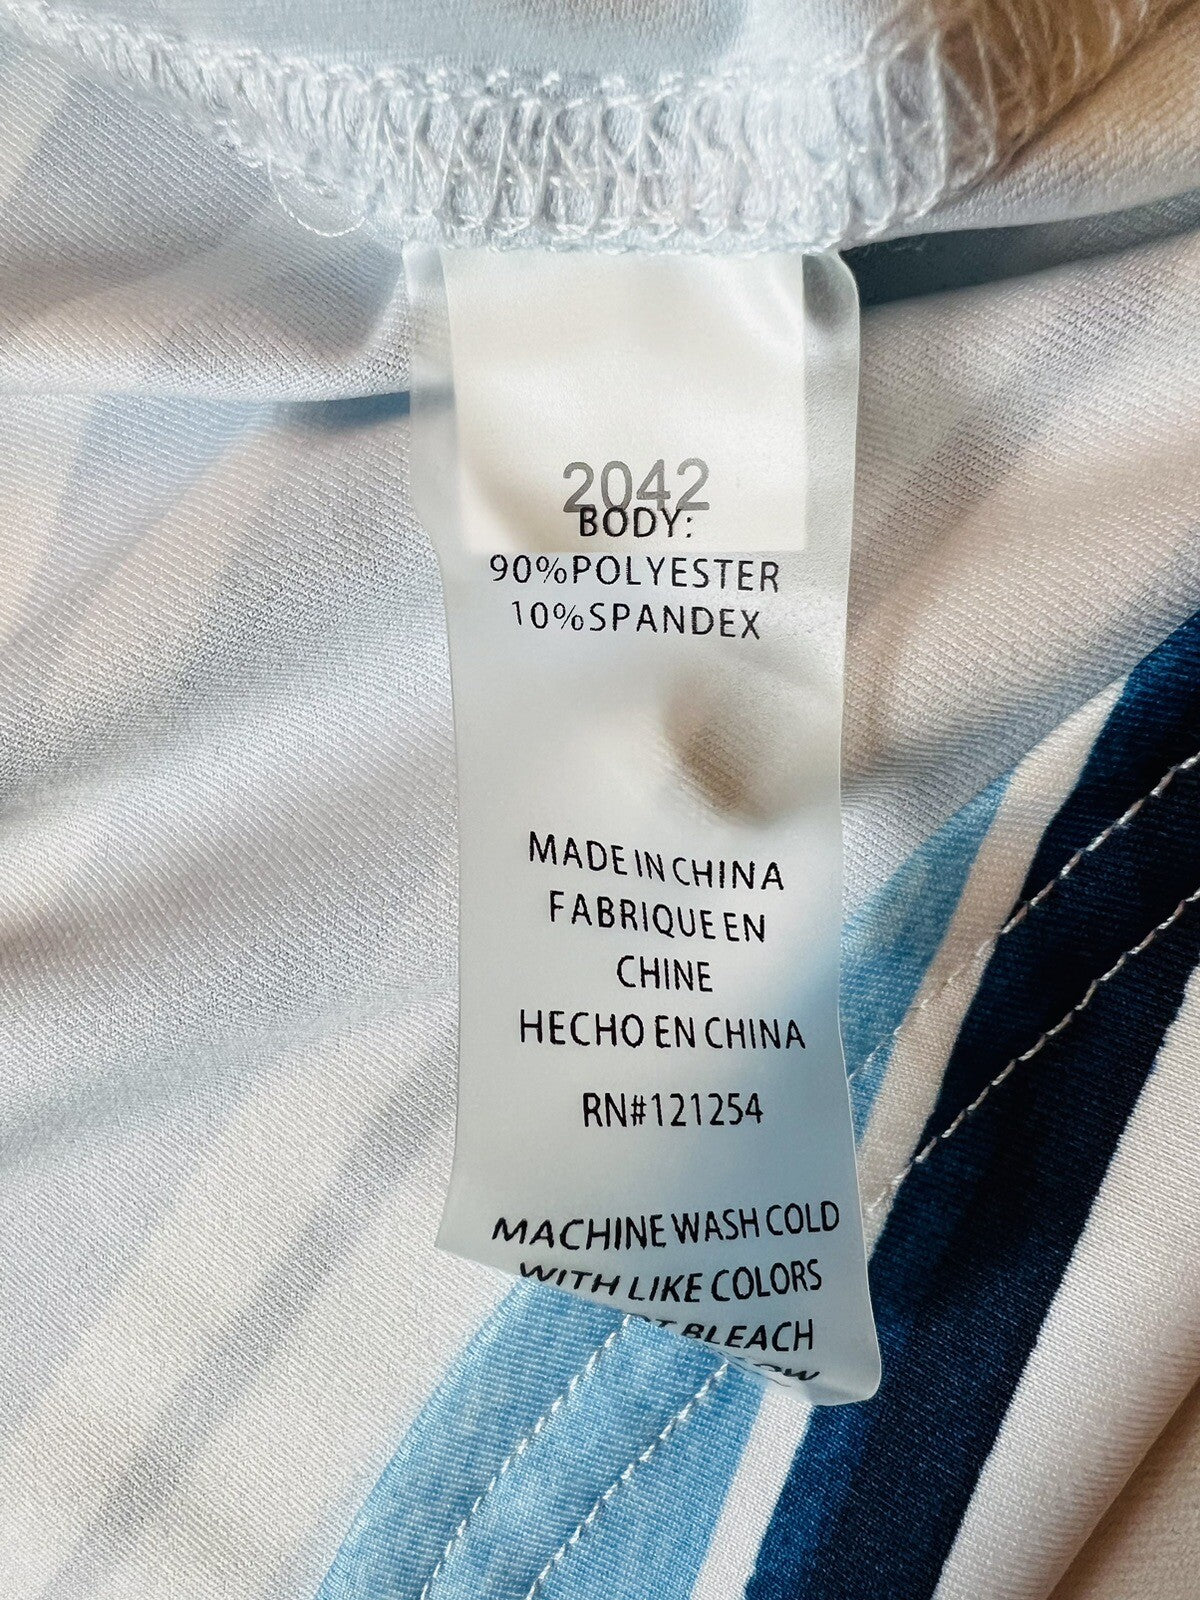 2042
BODY:
90%POLYESTER
10%SPANDEX
MADE IN CHINA
FABRIQUE EN
CHINE
HECHO EN CHINA
RN#121254
MACHINE WASH COLD
WITH LIKE COLORS
BLEACH